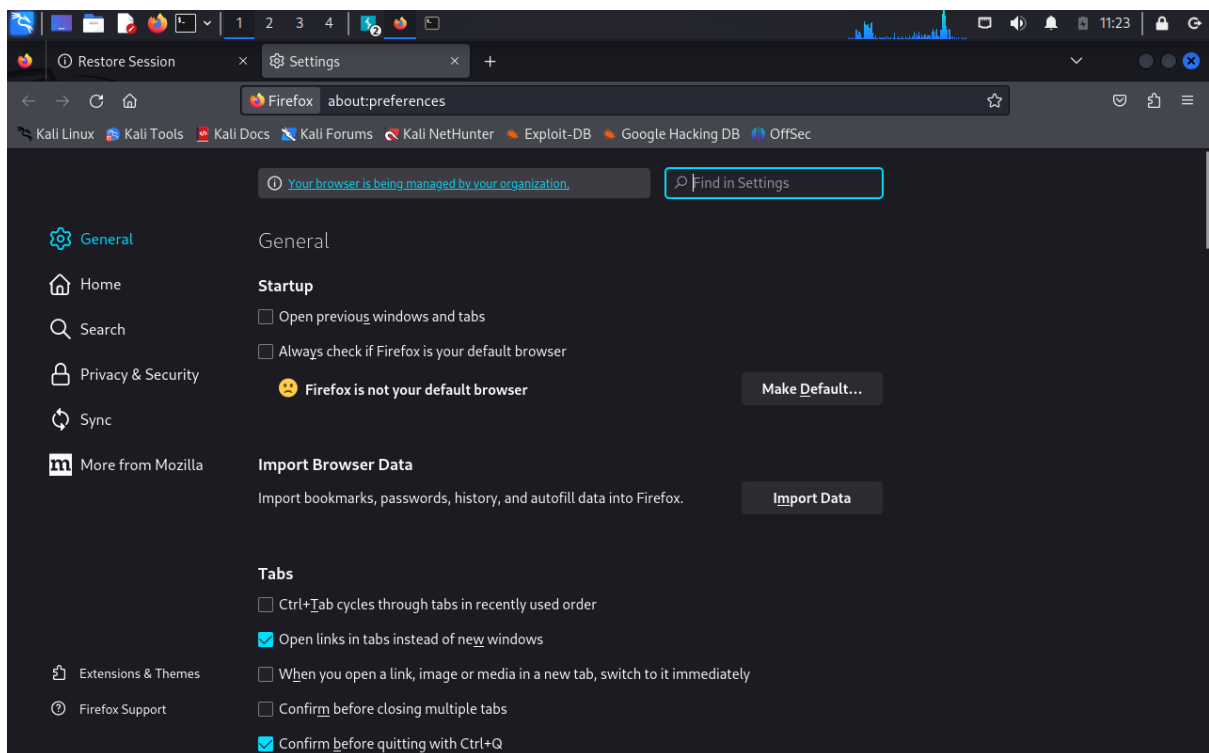 1 2 3 4 2 11:23
Restore Session Settings
Firefox about:preferences
Kali Linux Kali Tools Kali Docs Kali Forums Kali NetHunter Exploit-DB Google Hacking DB OffSec
Your browser is being managed by your organization. Find in Settings
General
Home
Search
Privacy & Security
Sync
m More from Mozilla
Extensions & Themes
Firefox Support
General
Startup
Open previous windows and tabs
Always check if Firefox is your default browser
Firefox is not your default browser Make Default...
Import Browser Data
Import bookmarks, passwords, history, and autofill data into Firefox. Import Data
Tabs
Ctrl+Tab cycles through tabs in recently used order
Open links in tabs instead of new windows
When you open a link, image or media in a new tab, switch to it immediately
Confirm before closing multiple tabs
Confirm before quitting with Ctrl+Q